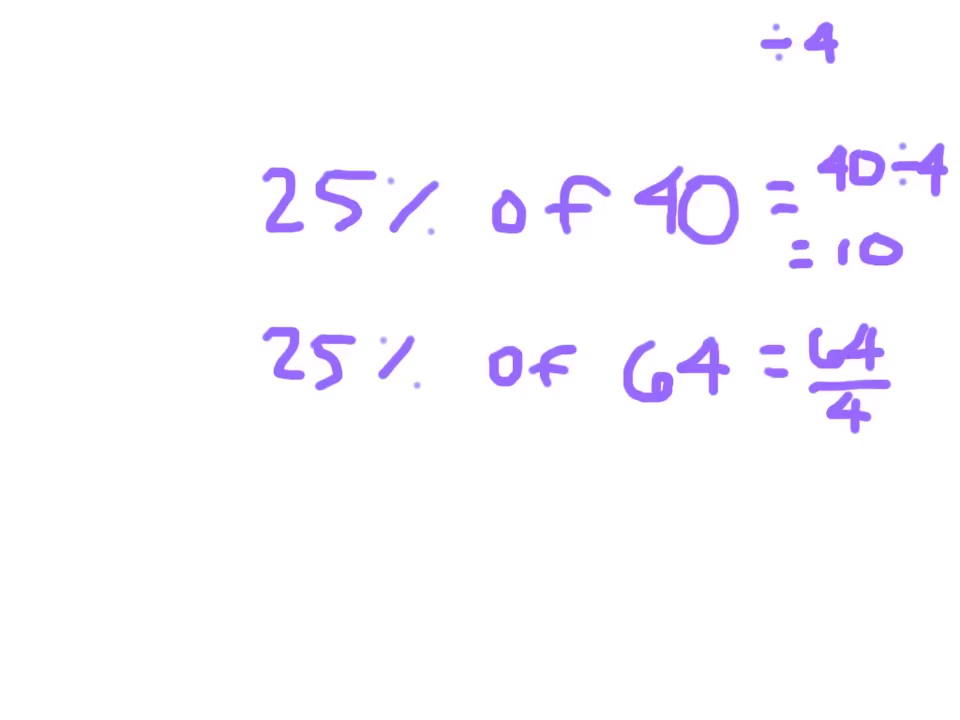 ÷4
25% of 40 = 40÷4
= 10
25% of 64 = 64/4